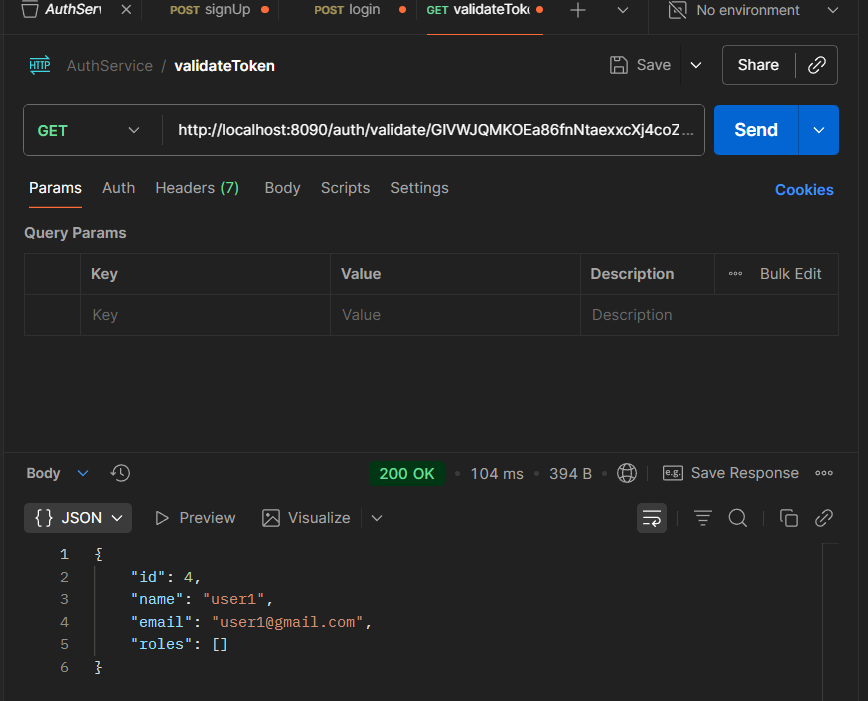 AuthServ POST signUp POST login GET validateTok No environment
HTTP AuthService / validateToken Save Share
GET http://localhost:8090/auth/validate/GlVWJQMKOEa86fnNtaexxcXj4coZ... Send
Params Auth Headers (7) Body Scripts Settings Cookies
Query Params
Key Value Description Bulk Edit
Key Value Description
Body 200 OK 104 ms 394 B e.g. Save Response
{} JSON Preview Visualize
1 {
2 "id": 4,
3 "name": "user1",
4 "email": "user1@gmail.com",
5 "roles": []
6 }